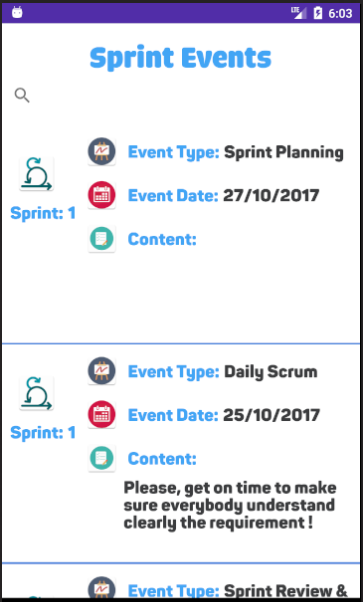 LTE 6:03
Sprint Events
Event Type: Sprint Planning
Event Date: 27/10/2017
Sprint: 1
Content:
Event Type: Daily Scrum
Event Date: 25/10/2017
Sprint: 1
Content:
Please, get on time to make
sure everybody understand
clearly the requirement !
Event Type: Sprint Review &